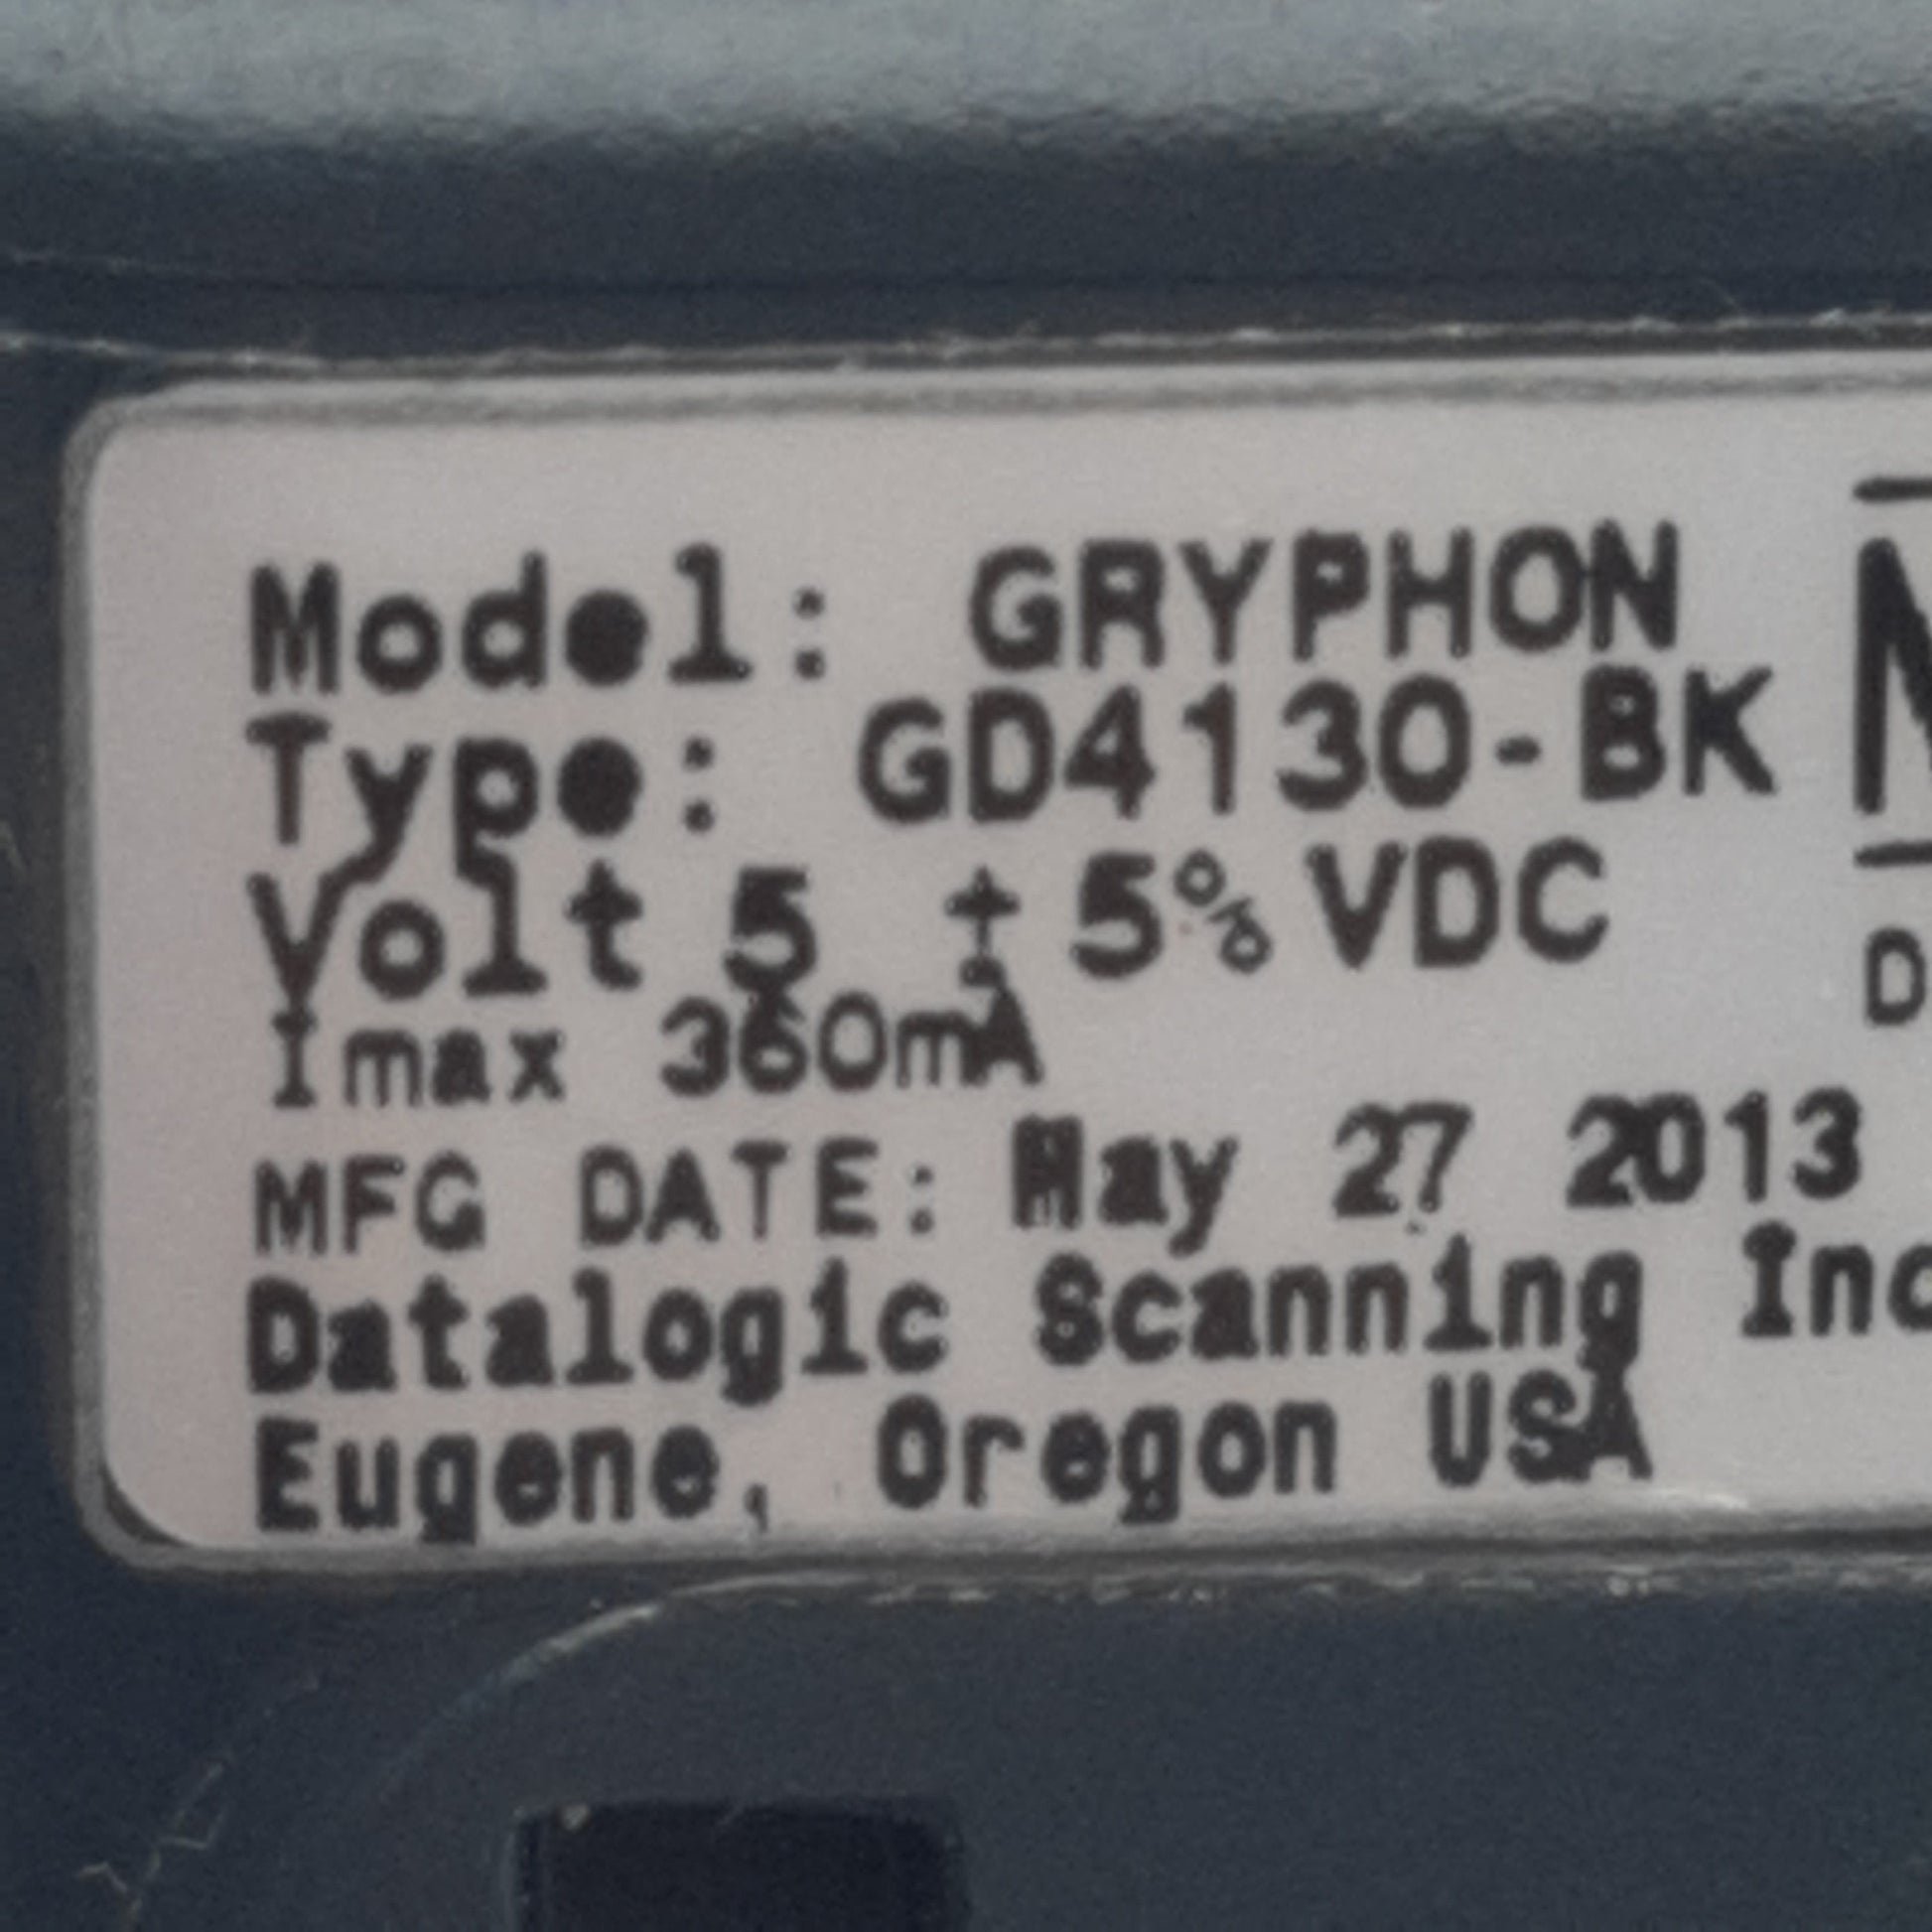 Model: GRYPHON
Type: GD4130-BK
Volt 5 ± 5% VDC
Imax 360mA
MFG DATE: May 27 2013
Datalogic Scanning Inc
Eugene, Oregon USA